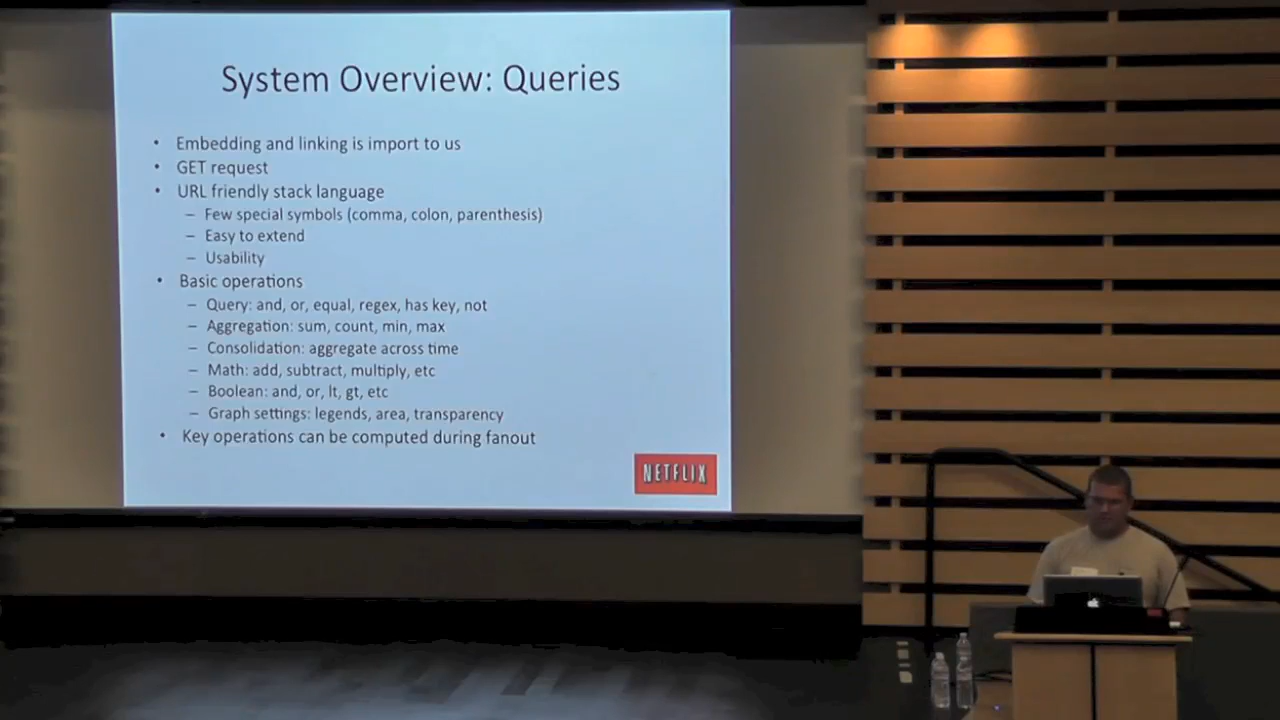 System Overview: Queries
• Embedding and linking is import to us
• GET request
• URL friendly stack language
– Few special symbols (comma, colon, parenthesis)
– Easy to extend
– Usability
• Basic operations
– Query: and, or, equal, regex, has key, not
– Aggregation: sum, count, min, max
– Consolidation: aggregate across time
– Math: add, subtract, multiply, etc
– Boolean: and, or, lt, gt, etc
– Graph settings: legends, area, transparency
• Key operations can be computed during fanout
NETFLIX